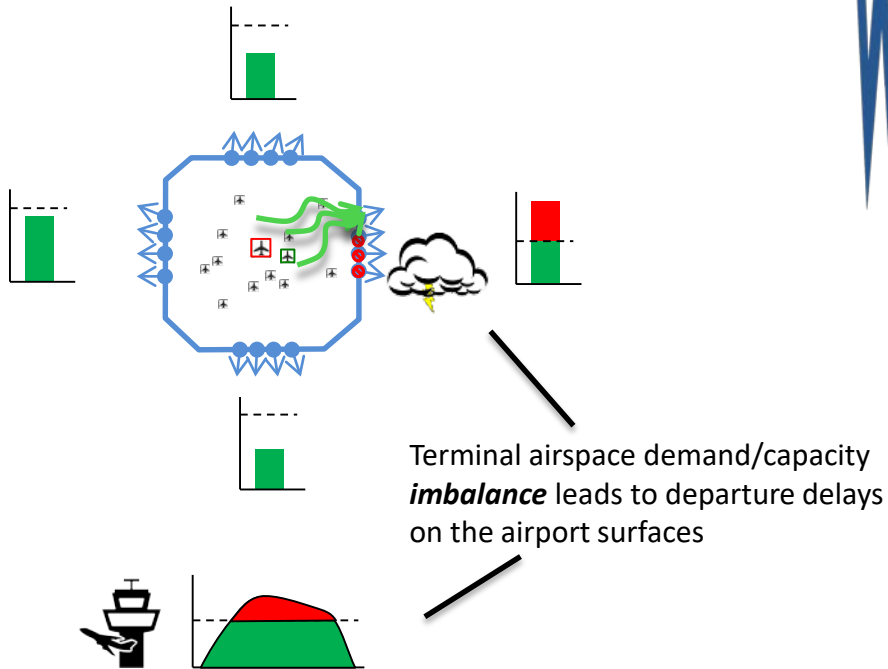 Terminal airspace demand/capacity
imbalance leads to departure delays
on the airport surfaces